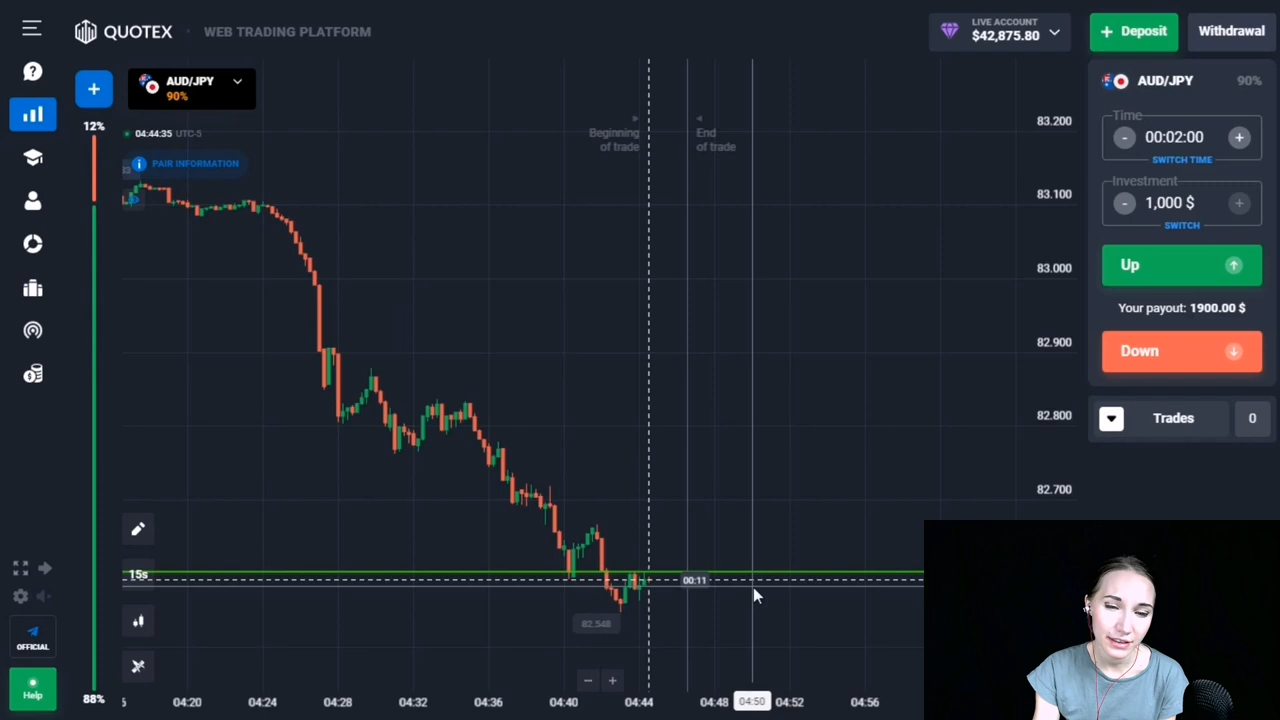 QUOTEX
WEB TRADING PLATFORM
LIVE ACCOUNT
$42,875.80
+ Deposit
Withdrawal
+
AUD/JPY
90%
12%
04:44:35 UTC-5
i PAIR INFORMATION
Beginning
of trade
End
of trade
83.200
83.100
83.000
82.900
82.800
82.700
AUD/JPY 90%
Time
- 00:02:00 +
SWITCH TIME
Investment
- 1,000 $ +
SWITCH
Up
Your payout: 1900.00 $
Down
Trades 0
15s
00:11
82.548
- +
OFFICIAL
Help
88%
6 04:20 04:24 04:28 04:32 04:36 04:40 04:44 04:48 04:50 04:52 04:56